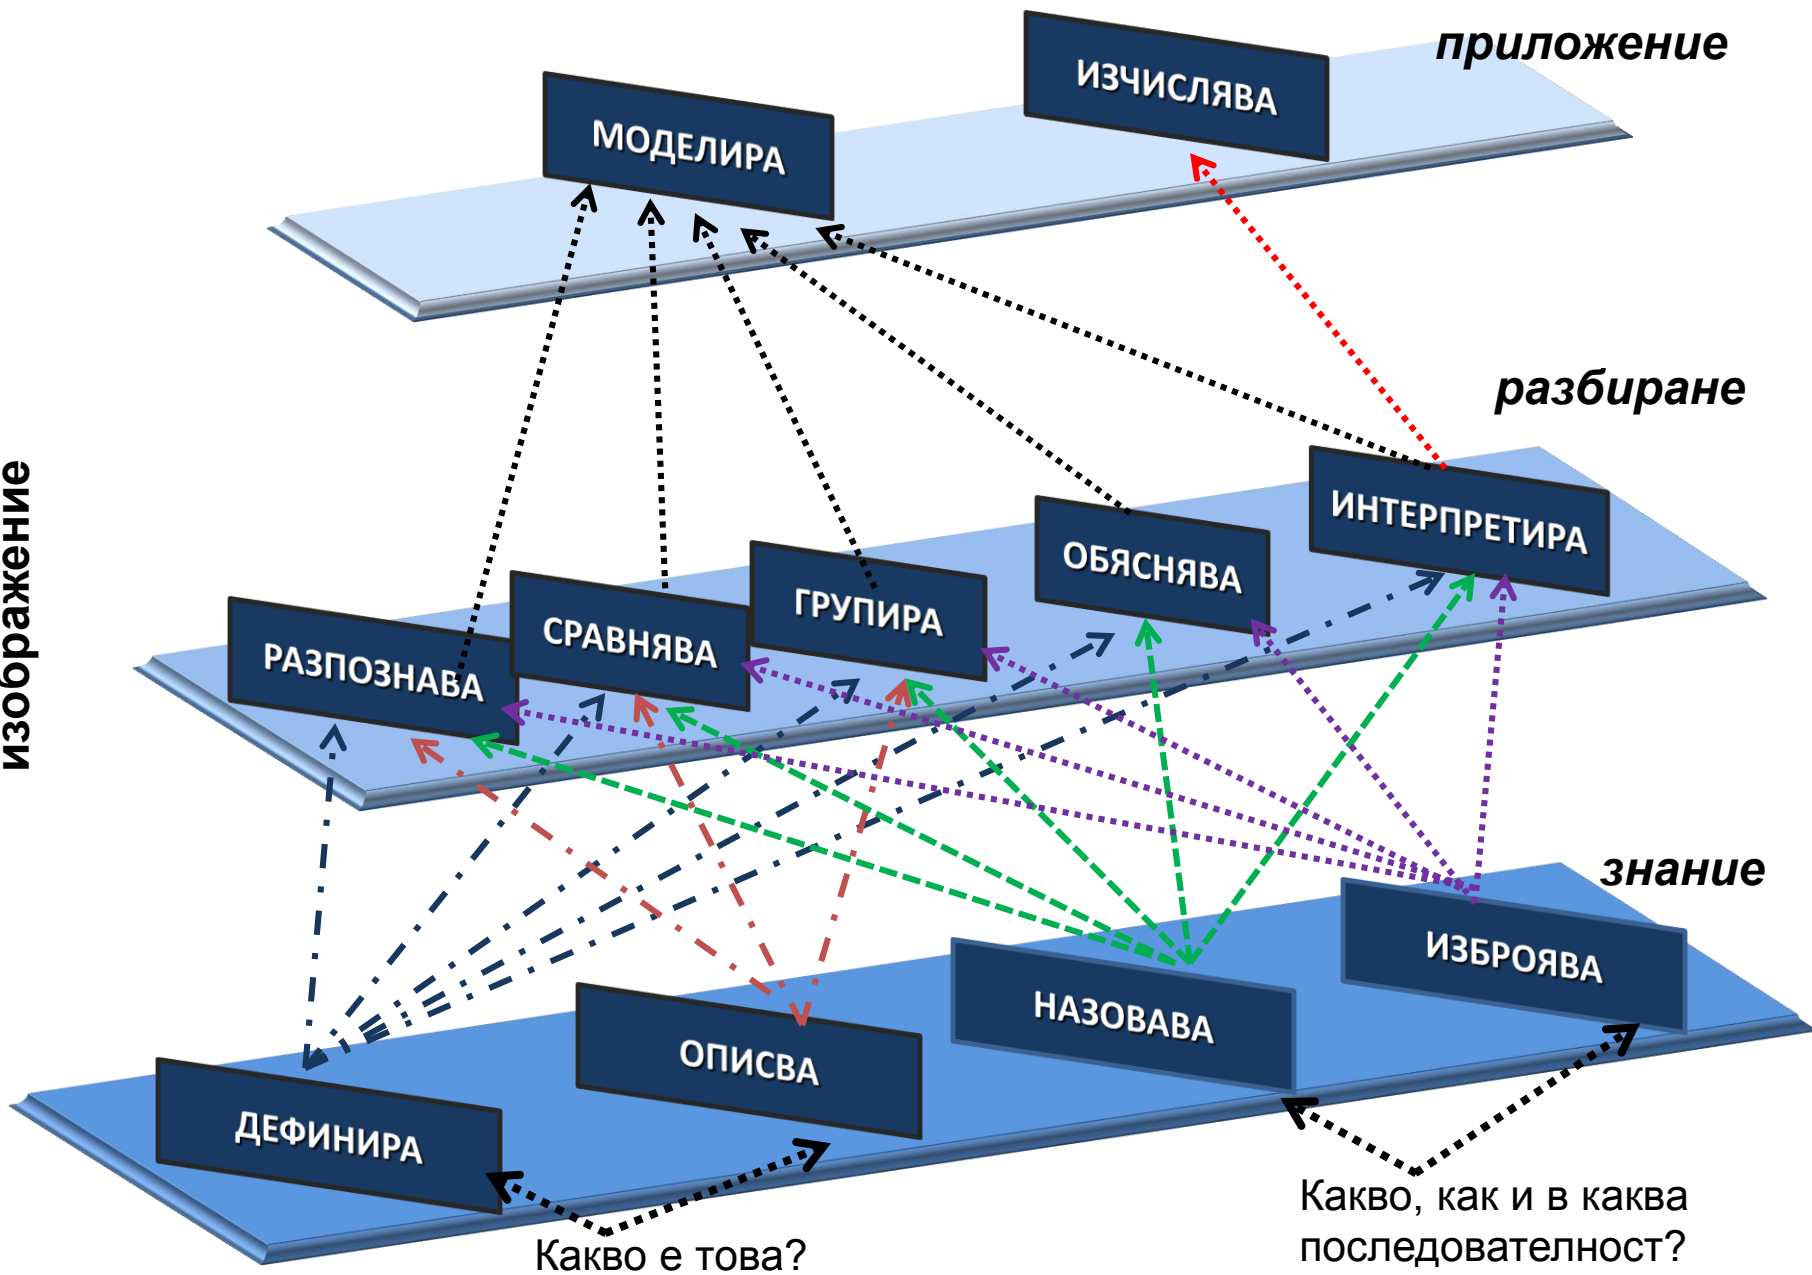 приложение
ИЗЧИСЛЯВА
МОДЕЛИРА
разбиране
ИНТЕРПРЕТИРА
ОБЯСНЯВА
ГРУПИРА
СРАВНЯВА
РАЗПОЗНАВА
изображение
знание
ИЗБРОЯВА
НАЗОВАВА
ОПИСВА
ДЕФИНИРА
Какво е това?
Какво, как и в каква
последователност?